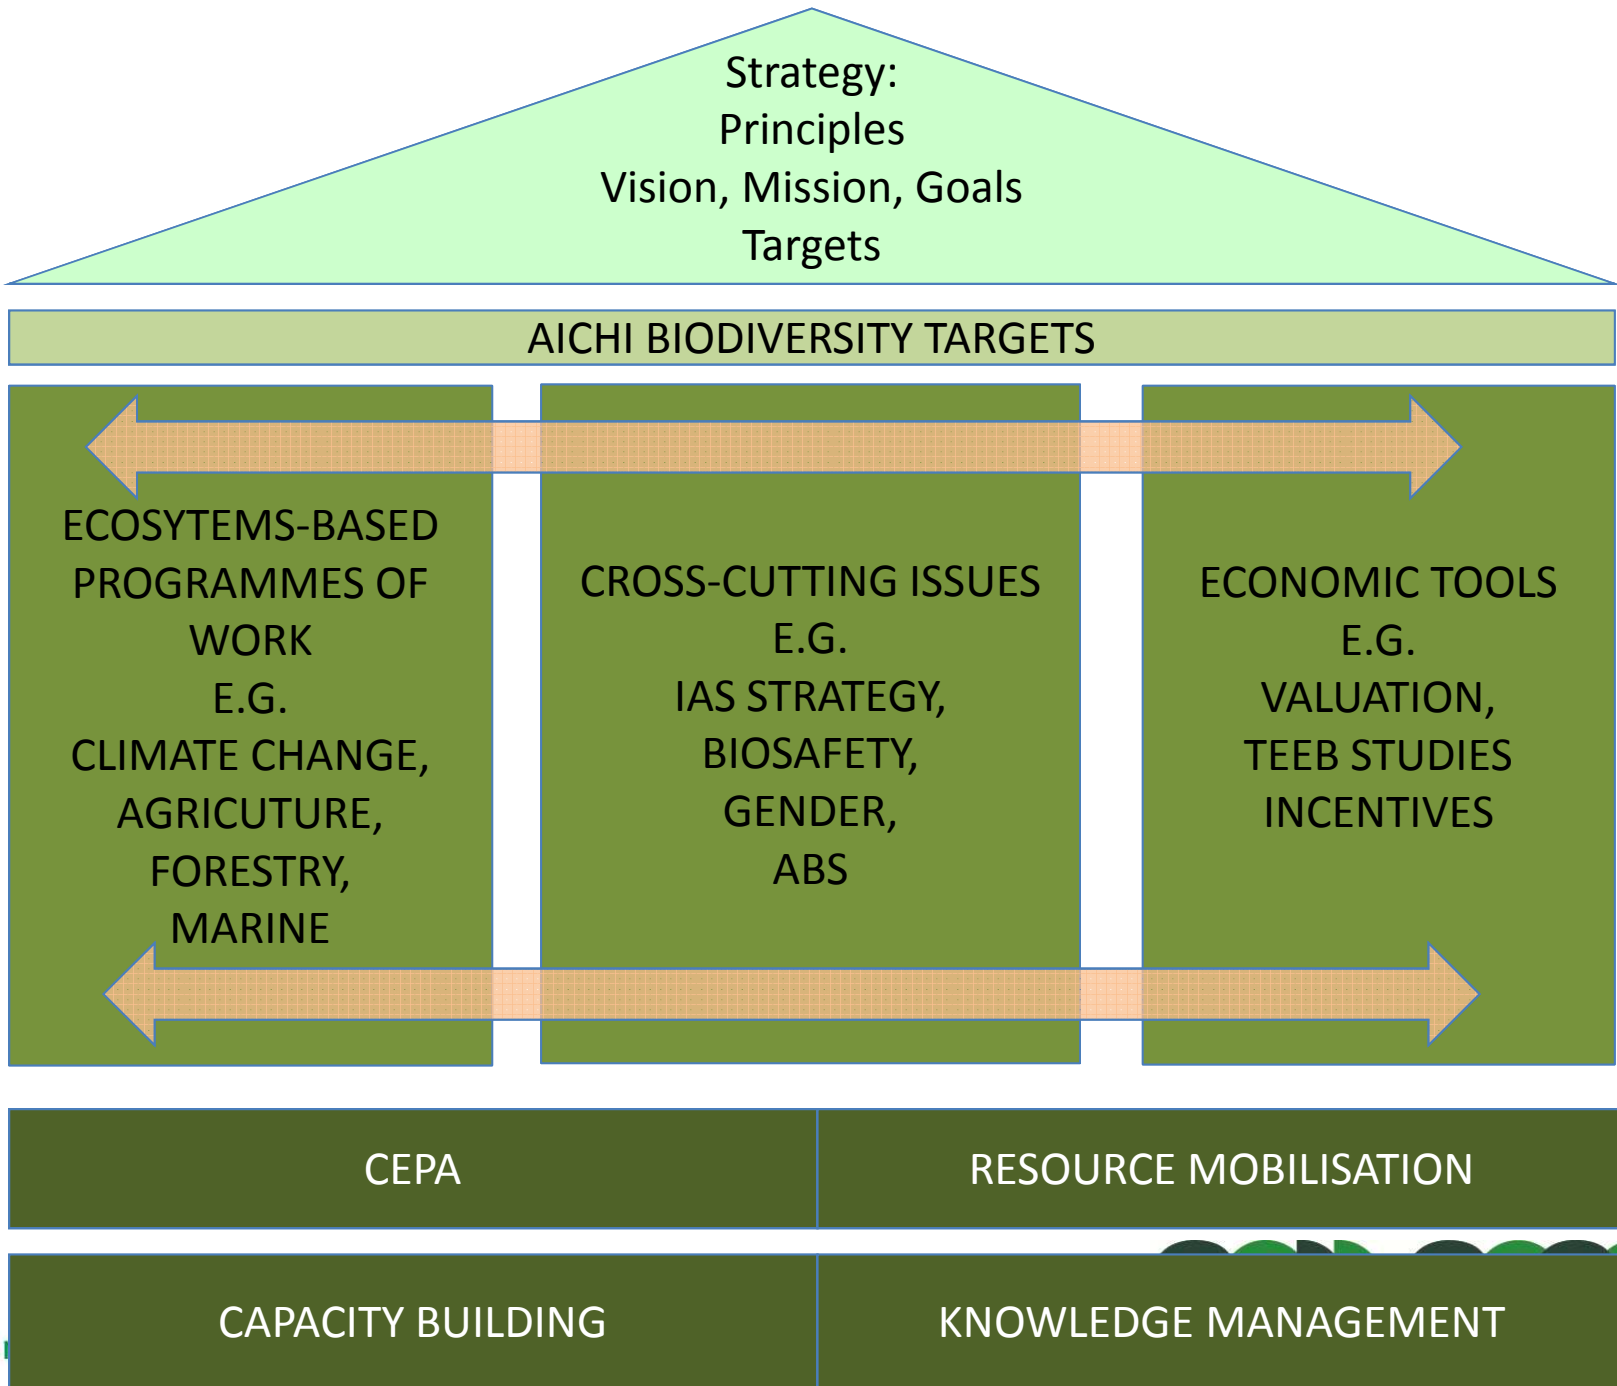 Strategy:
Principles
Vision, Mission, Goals
Targets
AICHI BIODIVERSITY TARGETS
ECOSYTEMS-BASED
PROGRAMMES OF
WORK
E.G.
CLIMATE CHANGE,
AGRICUTURE,
FORESTRY,
MARINE
CROSS-CUTTING ISSUES
E.G.
IAS STRATEGY,
BIOSAFETY,
GENDER,
ABS
ECONOMIC TOOLS
E.G.
VALUATION,
TEEB STUDIES
INCENTIVES
CEPA
RESOURCE MOBILISATION
CAPACITY BUILDING
KNOWLEDGE MANAGEMENT